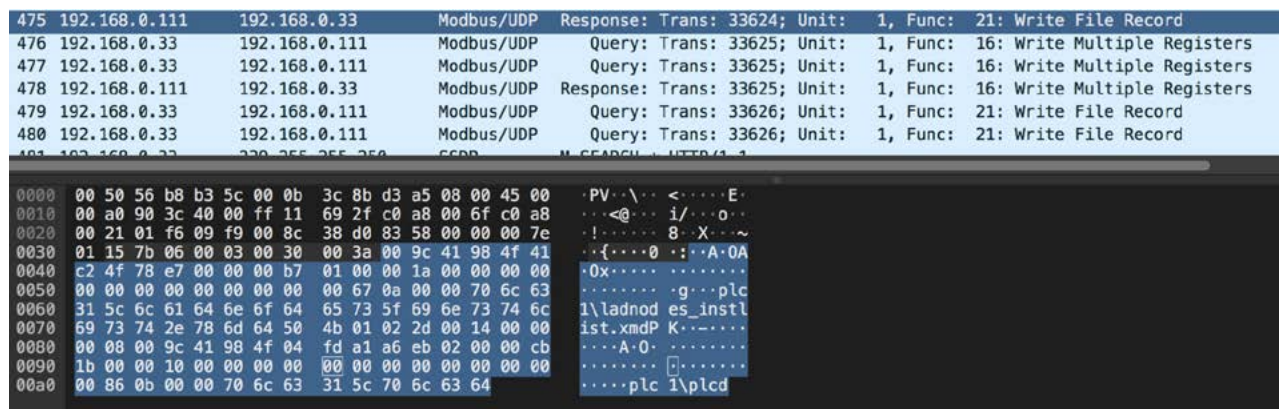 475 192.168.0.111 192.168.0.33 Modbus/UDP Response: Trans: 33624; Unit: 1, Func: 21: Write File Record
476 192.168.0.33 192.168.0.111 Modbus/UDP Query: Trans: 33625; Unit: 1, Func: 16: Write Multiple Registers
477 192.168.0.33 192.168.0.111 Modbus/UDP Query: Trans: 33625; Unit: 1, Func: 16: Write Multiple Registers
478 192.168.0.111 192.168.0.33 Modbus/UDP Response: Trans: 33625; Unit: 1, Func: 16: Write Multiple Registers
479 192.168.0.33 192.168.0.111 Modbus/UDP Query: Trans: 33626; Unit: 1, Func: 21: Write File Record
480 192.168.0.33 192.168.0.111 Modbus/UDP Query: Trans: 33626; Unit: 1, Func: 21: Write File Record
0000 00 50 56 b8 b3 5c 00 0b 3c 8b d3 a5 08 00 45 00 ·PV··\·· <·····E·
0010 00 a0 90 3c 40 00 ff 11 69 2f c0 a8 00 6f c0 a8 ···<@··· i/···o··
0020 00 21 01 f6 09 f9 00 8c 38 d0 83 58 00 00 00 7e ·!······ 8··X···~
0030 01 15 7b 06 00 03 00 30 00 3a 00 9c 41 98 4f 41 ··{····0 ·:··A·OA
0040 c2 4f 78 e7 00 00 00 b7 01 00 00 1a 00 00 00 00 ·Ox····· ········
0050 00 00 00 00 00 00 00 00 00 67 0a 00 00 70 6c 63 ········ ·g···plc
0060 31 5c 6c 61 64 6e 6f 64 65 73 5f 69 6e 73 74 6c 1\ladnod es_instl
0070 69 73 74 2e 78 6d 64 50 4b 01 02 2d 00 14 00 00 ist.xmdP K··-····
0080 00 08 00 9c 41 98 4f 04 fd a1 a6 eb 02 00 00 cb ····A·O· ········
0090 1b 00 00 10 00 00 00 00 00 00 00 00 00 00 00 00 ········ ········
00a0 00 86 0b 00 00 70 6c 63 31 5c 70 6c 63 64 ·····plc 1\plcd